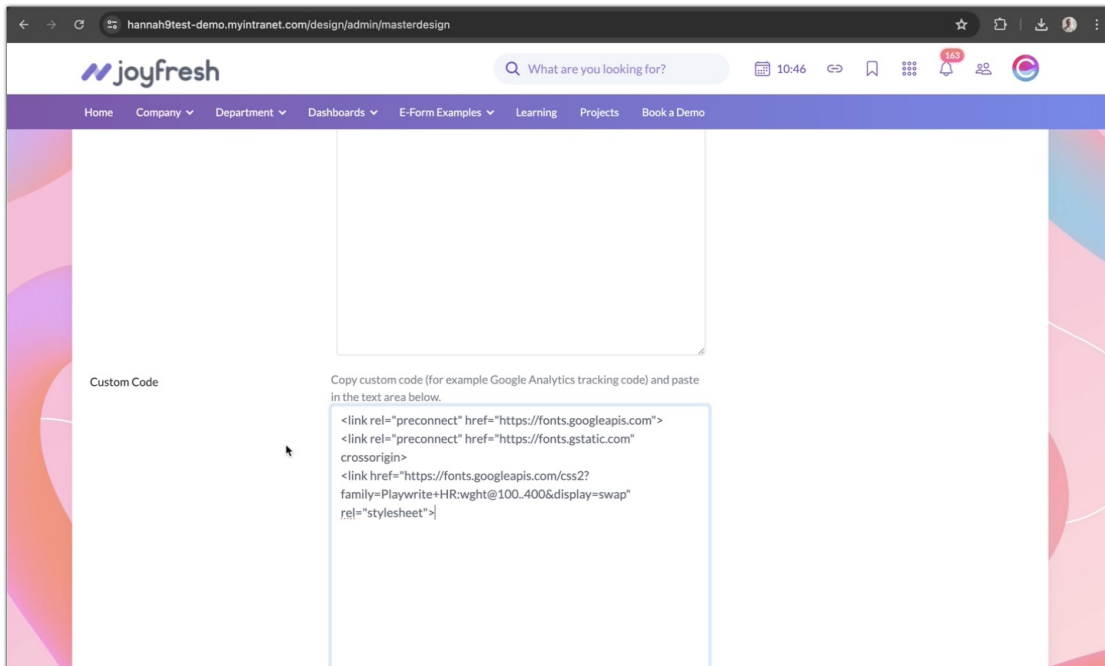 hannah9test-demo.myintranet.com/design/admin/masterdesign
joyfresh
What are you looking for?
10:46
163
Home Company Department Dashboards E-Form Examples Learning Projects Book a Demo
Custom Code
Copy custom code (for example Google Analytics tracking code) and paste
in the text area below.
<link rel="preconnect" href="https://fonts.googleapis.com">
<link rel="preconnect" href="https://fonts.gstatic.com"
crossorigin>
<link href="https://fonts.googleapis.com/css2?
family=Playwrite+HR:wght@100..400&display=swap"
rel="stylesheet">